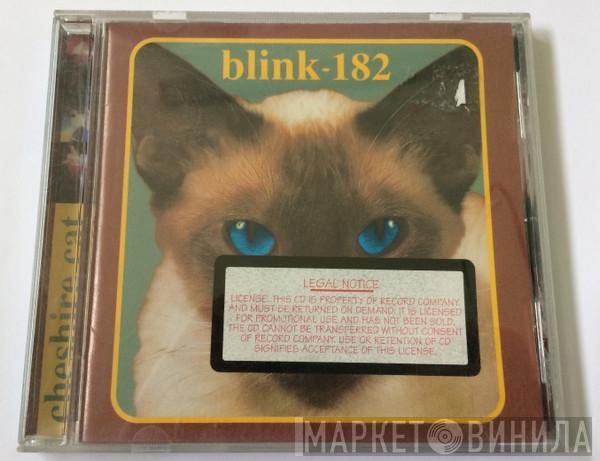 blink-182
cheshire cat
LEGAL NOTICE
LICENSE. THIS CD IS PROPERTY OF RECORD COMPANY
AND MUST BE RETURNED ON DEMAND; IT IS LICENSED
FOR PROMOTIONAL USE AND HAS NOT BEEN SOLD.
THE CD CANNOT BE TRANSFERRED WITHOUT CONSENT
OF RECORD COMPANY. USE OR RETENTION OF CD
SIGNIFIES ACCEPTANCE OF THIS LICENSE.
МАРКЕТ ВИНИЛА